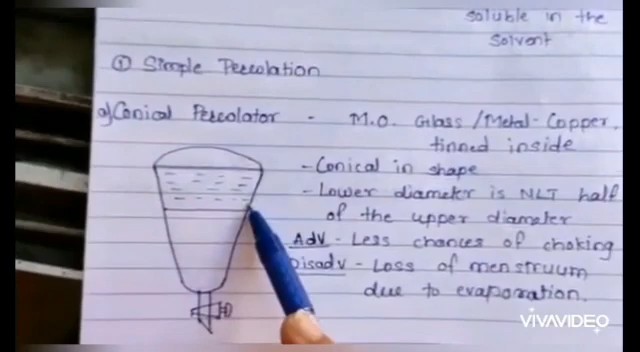 soluble in the
solvent
① Simple Percolation
a) Conical Percolator - M.O. Glass/Metal-Copper,
tinned inside
- Conical in shape
- Lower diameter is NLT half
of the upper diameter
Adv - Less chances of choking
Disadv - Loss of menstruum
due to evaporation.
VIVAVIDEO